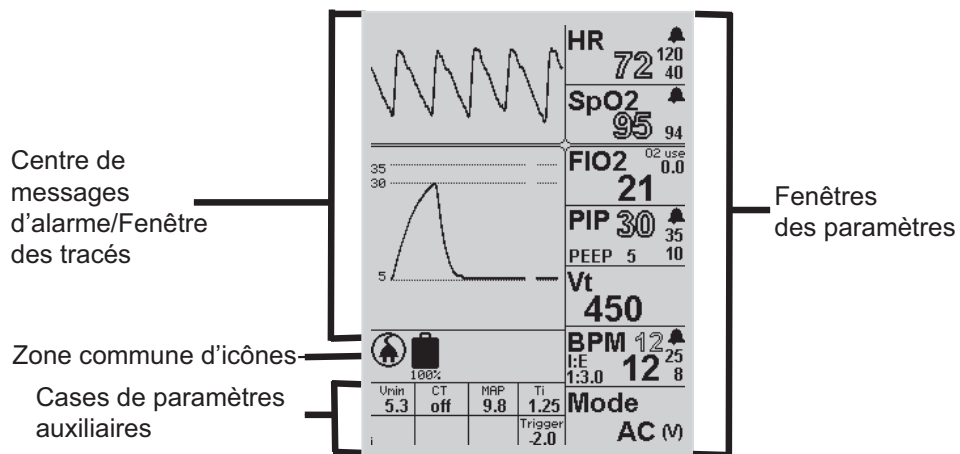 Centre de
messages
d'alarme/Fenêtre
des tracés
Zone commune d'icônes
Cases de paramètres
auxiliaires
35
30
5
100%
Vmin CT MAP Ti
5.3 off 9.8 1.25
Trigger
i -2.0
HR 120
72 40
SpO2
95 94
FIO2 O2 use
0.0
21
PIP 30 35
PEEP 5 10
Vt
450
BPM 12
I:E 25
1:3.0 12 8
Mode
AC (V)
Fenêtres
des paramètres